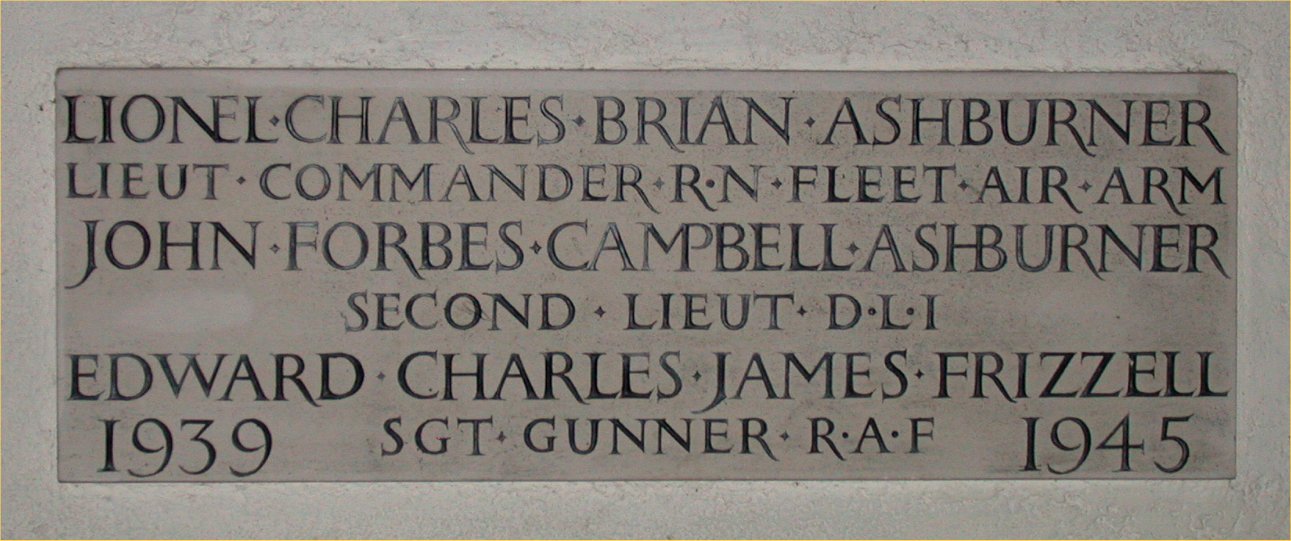 LIONEL·CHARLES·BRIAN·ASHBURNER
LIEUT·COMMANDER·R·N·FLEET·AIR·ARM
JOHN·FORBES·CAMPBELL·ASHBURNER
SECOND·LIEUT·D·L·I
EDWARD·CHARLES·JAMES·FRIZZELL
1939 SGT·GUNNER·R·A·F 1945